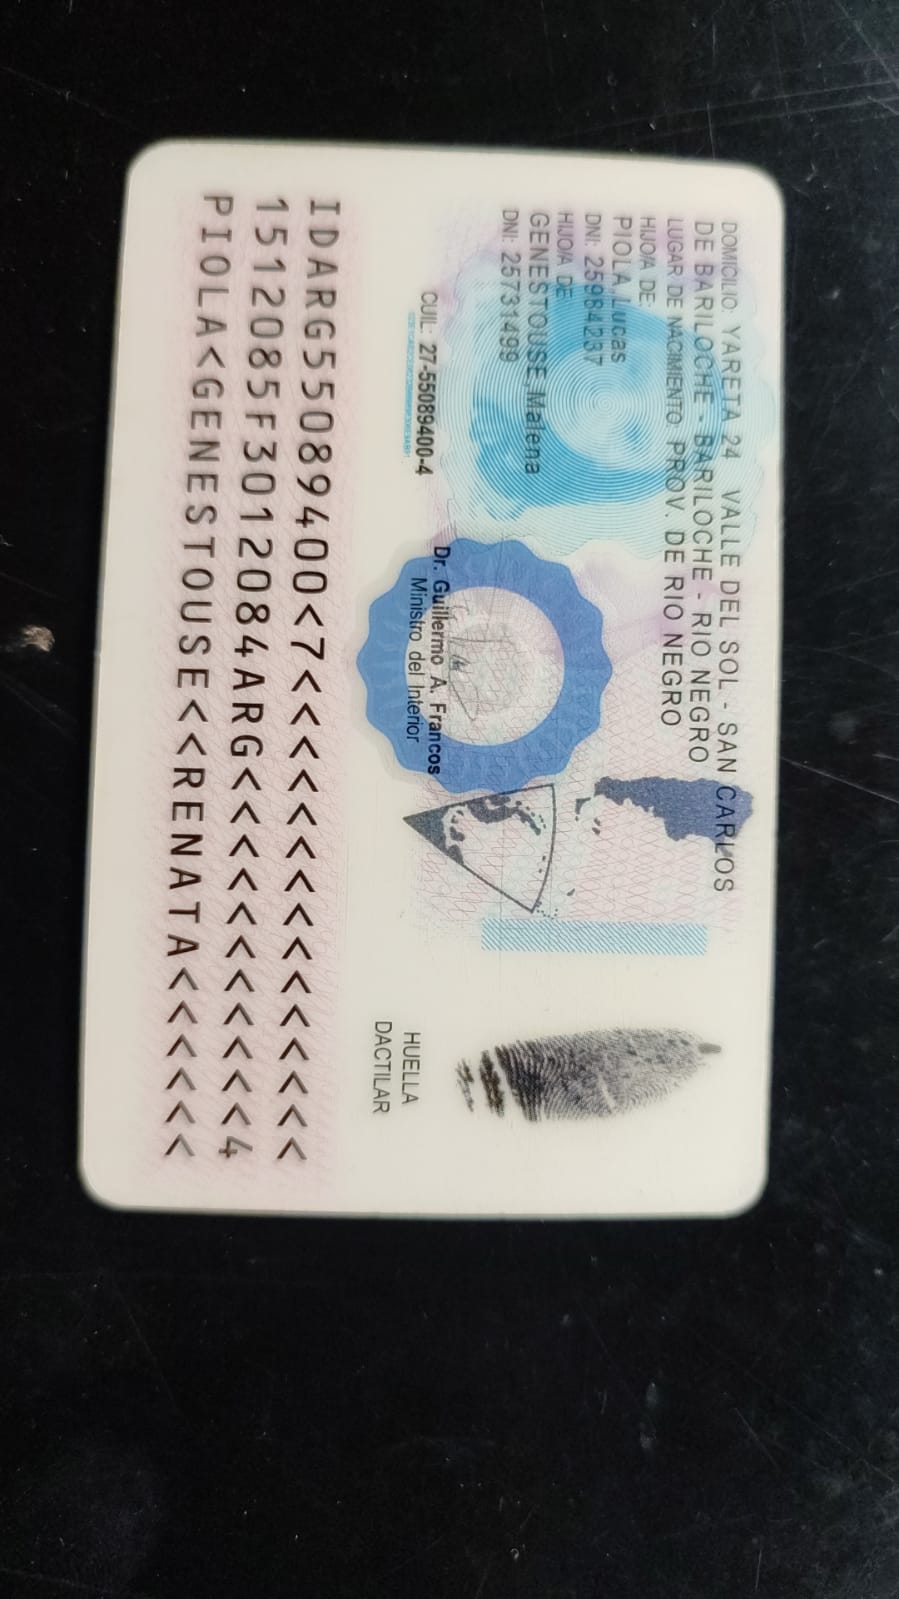 DOMICILIO: YARETA 24 VALLE DEL SOL - SAN CARLOS
DE BARILOCHE - BARILOCHE - RIO NEGRO
LUGAR DE NACIMIENTO: PROV. DE RIO NEGRO
HIJO/A DE:
PIOLA, Lucas
DNI: 25984237
HIJO/A DE:
GENESTOUSE, Malena
DNI: 25731499
CUIL: 27-55089400-4
Dr. Guillermo A. Francos
Ministro del Interior
HUELLA
DACTILAR
IDARG55089400<7<<<<<<<<<<<<<<<
1512085F3012084ARG<<<<<<<<<<<4
PIOLA<GENESTOUSE<<RENATA<<<<<<